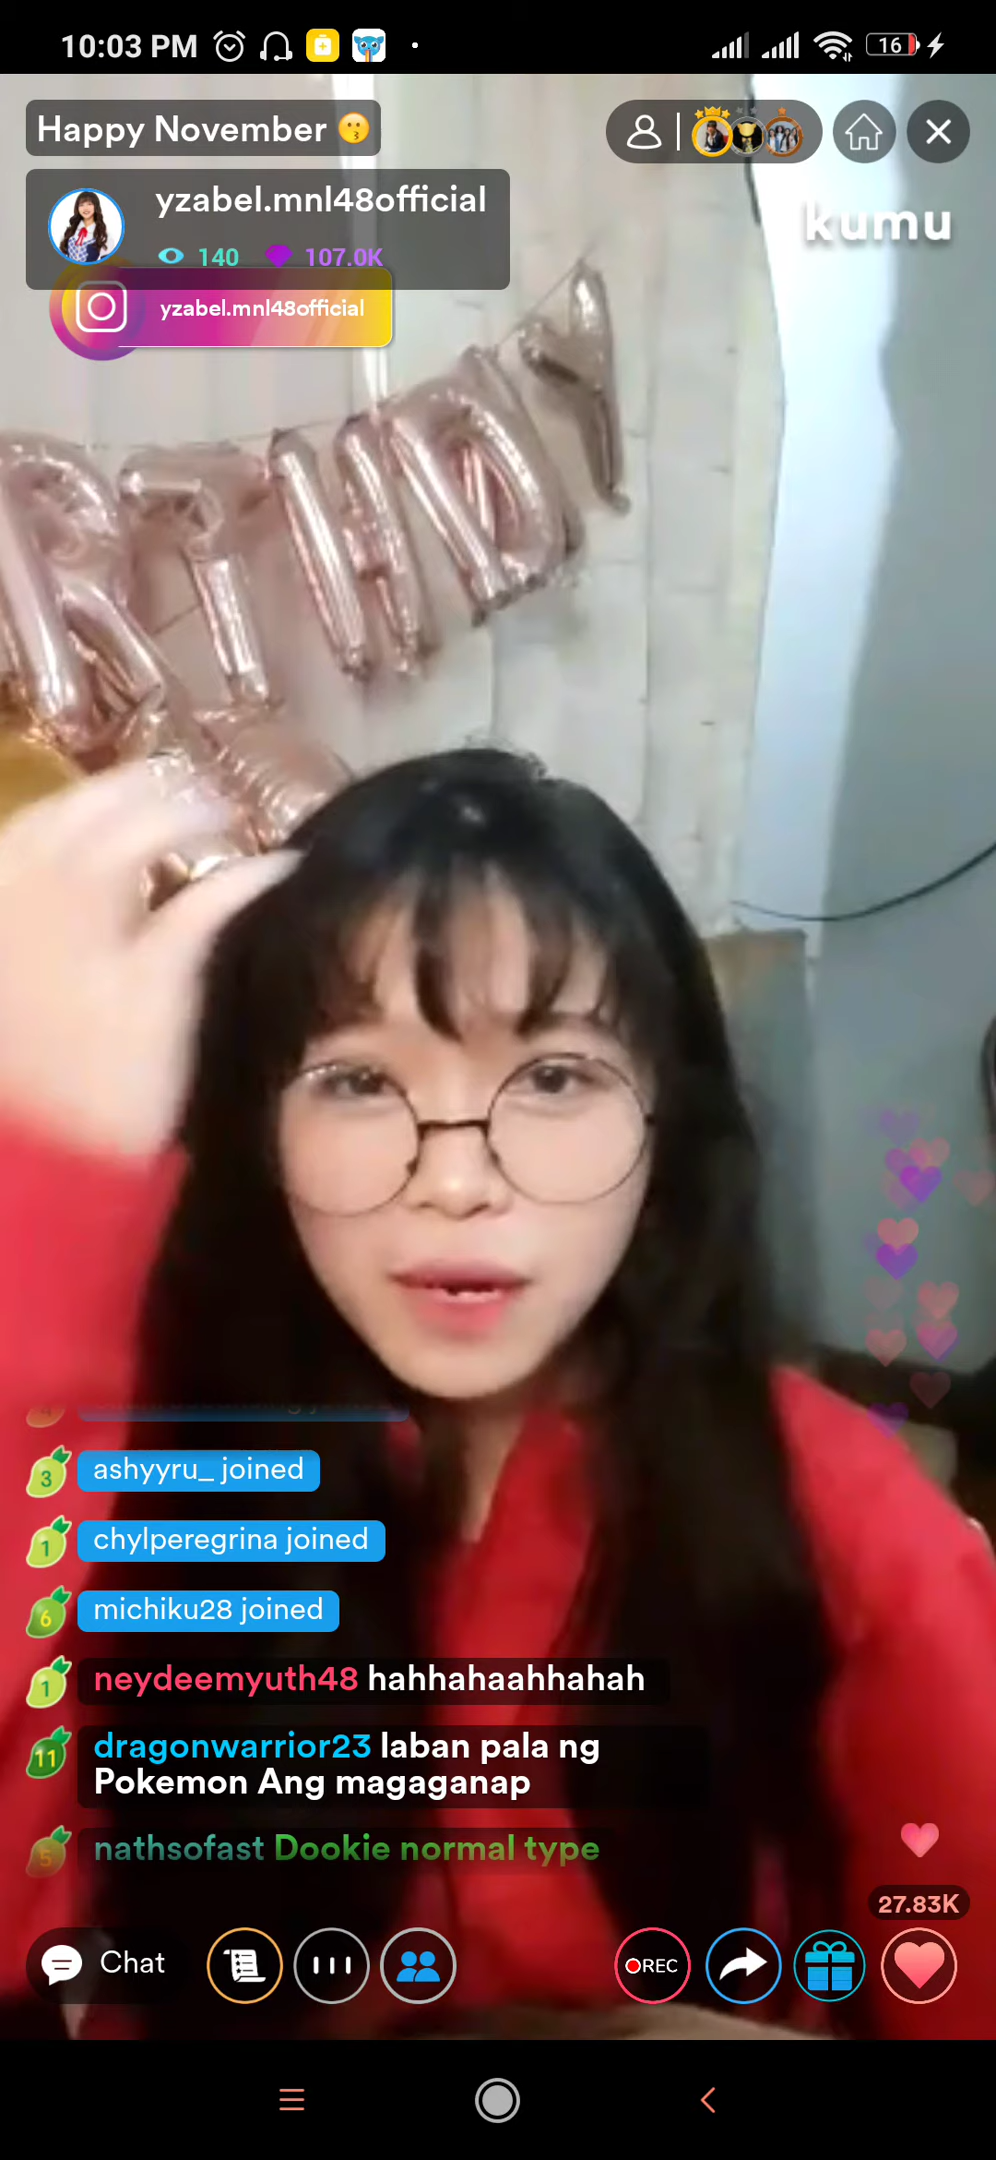 10:03 PM
16
Happy November 😗
yzabel.mnl48official
140 107.0K
kumu
yzabel.mnl48official
RTHDY
3 ashyyru_ joined
1 chylperegrina joined
6 michiku28 joined
1 neydeemyuth48 hahhahaahhahah
11 dragonwarrior23 laban pala ng
Pokemon Ang magaganap
5 nathsofast Dookie normal type
27.83K
Chat
REC